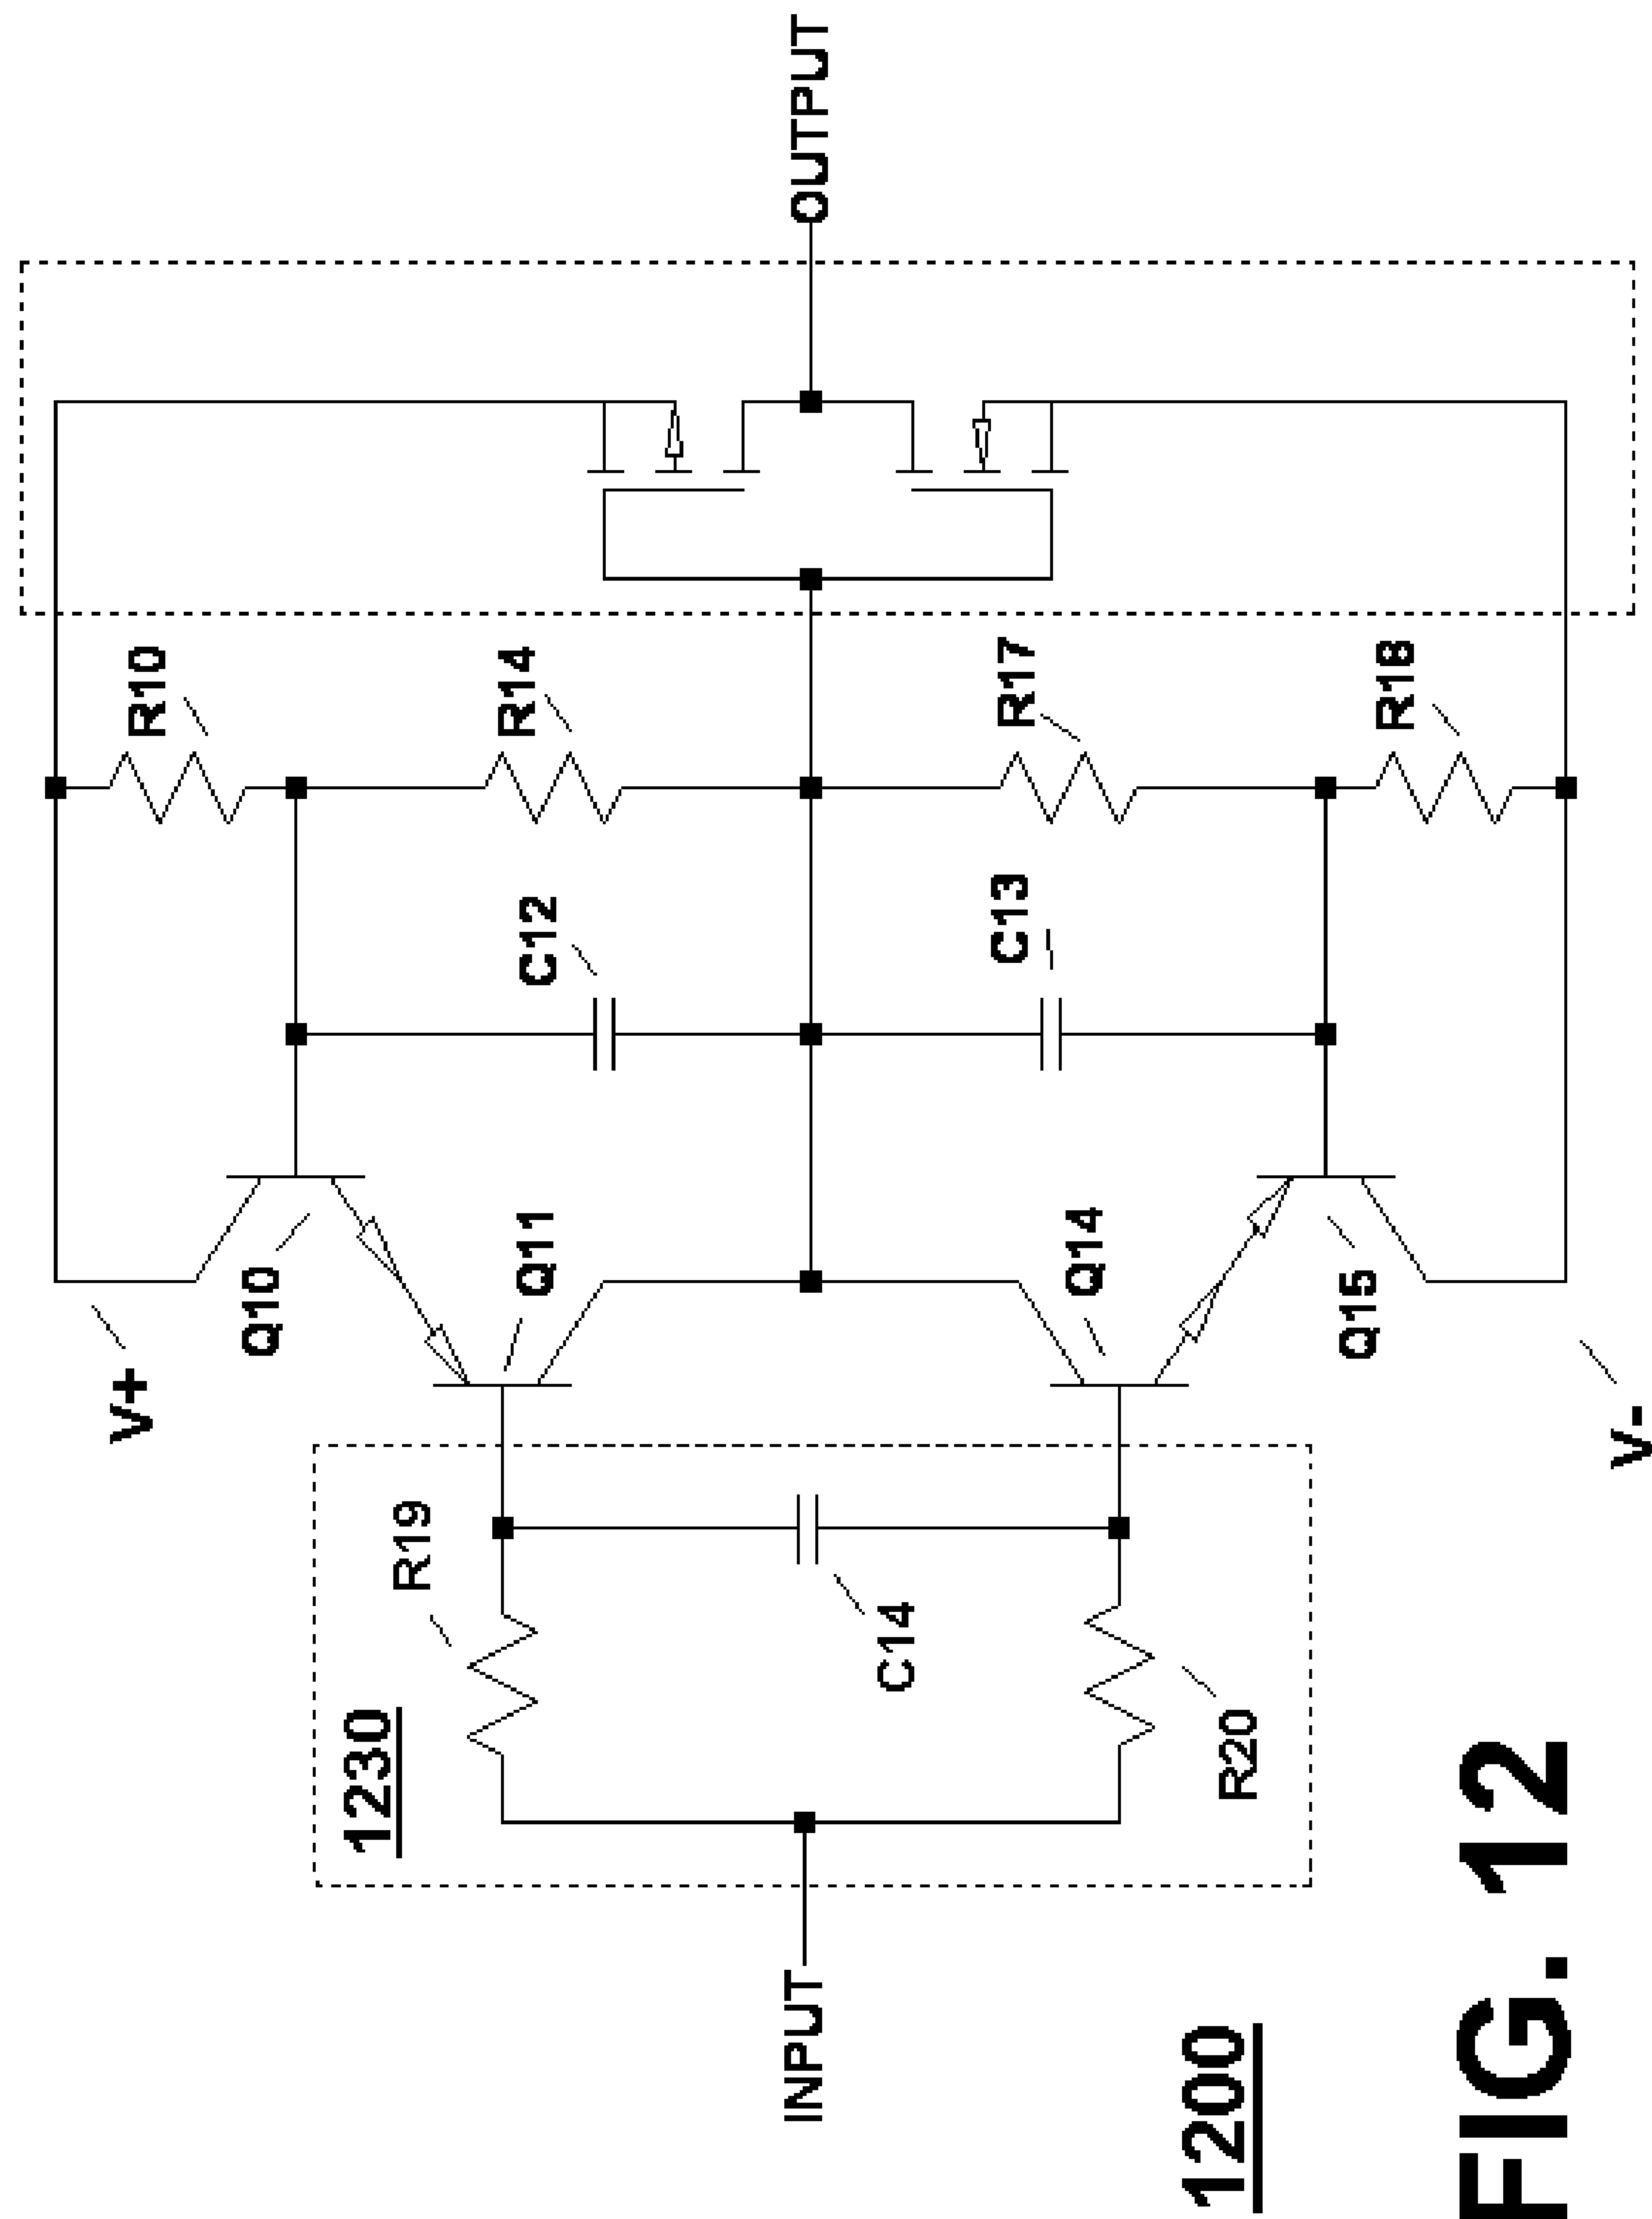 V+
Q10
Q11
Q14
Q15
V-
R10
R14
R17
R18
C12
C13
OUTPUT
1230
R19
C14
R20
INPUT
1200
FIG. 12